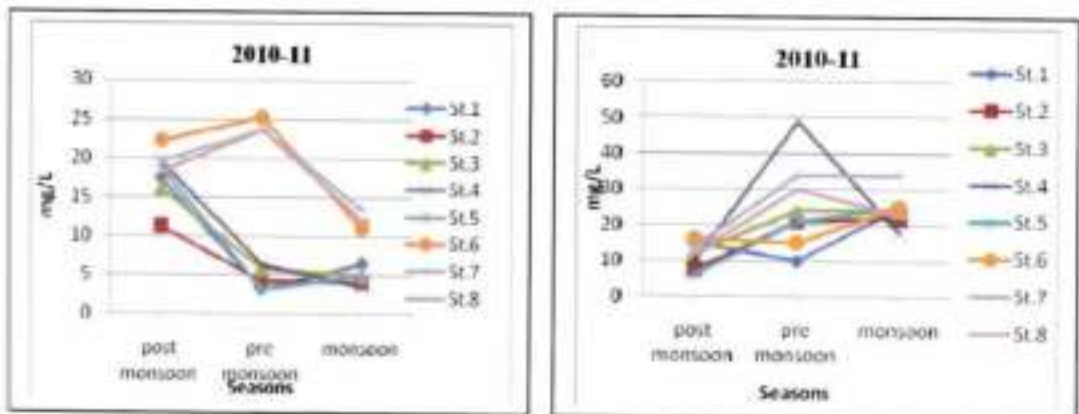 2010-11
30
25
20
15
10
5
0
mg/L
post monsoon
pre monsoon
monsoon
Seasons
St.1
St.2
St.3
St.4
St.5
St.6
St.7
St.8
2010-11
60
50
40
30
20
10
0
mg/L
post monsoon
pre monsoon
monsoon
Seasons
St.1
St.2
St.3
St.4
St.5
St.6
St.7
St.8